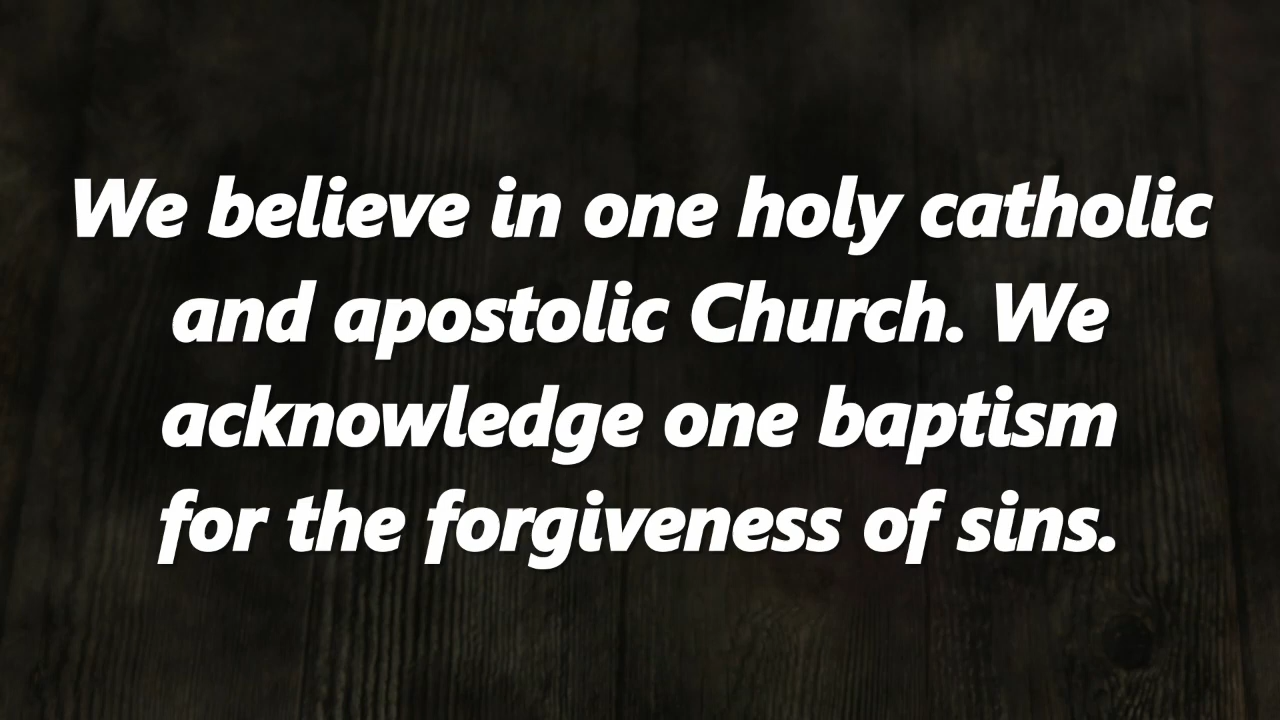 We believe in one holy catholic
and apostolic Church. We
acknowledge one baptism
for the forgiveness of sins.